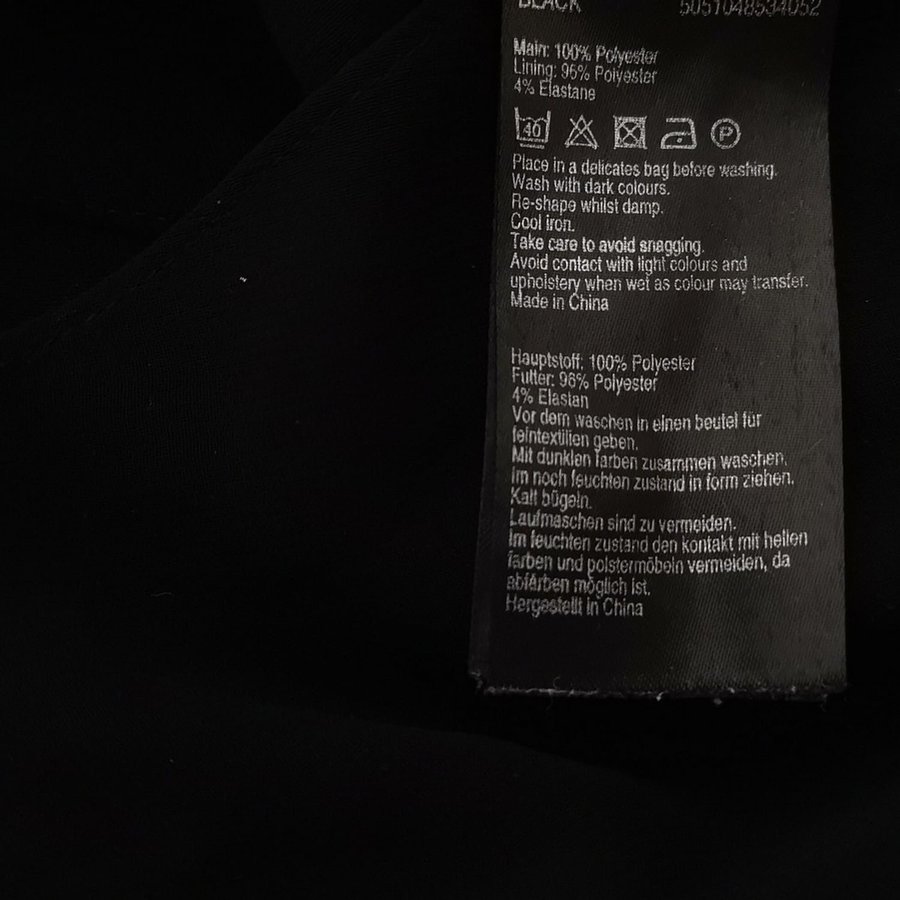 BLACK 5051048534052
Main: 100% Polyester
Lining: 96% Polyester
4% Elastane
40 P
Place in a delicates bag before washing.
Wash with dark colours.
Re-shape whilst damp.
Cool iron.
Take care to avoid snagging.
Avoid contact with light colours and
upholstery when wet as colour may transfer.
Made in China
Hauptstoff: 100% Polyester
Futter: 96% Polyester
4% Elastan
Vor dem waschen in einen beutel für
feintextilien geben.
Mit dunklen farben zusammen waschen.
Im noch feuchten zustand in form ziehen.
Kalt bügeln.
Laufmaschen sind zu vermeiden.
Im feuchten zustand den kontakt mit hellen
farben und polstermöbeln vermeiden, da
abfärben möglich ist.
Hergestellt in China